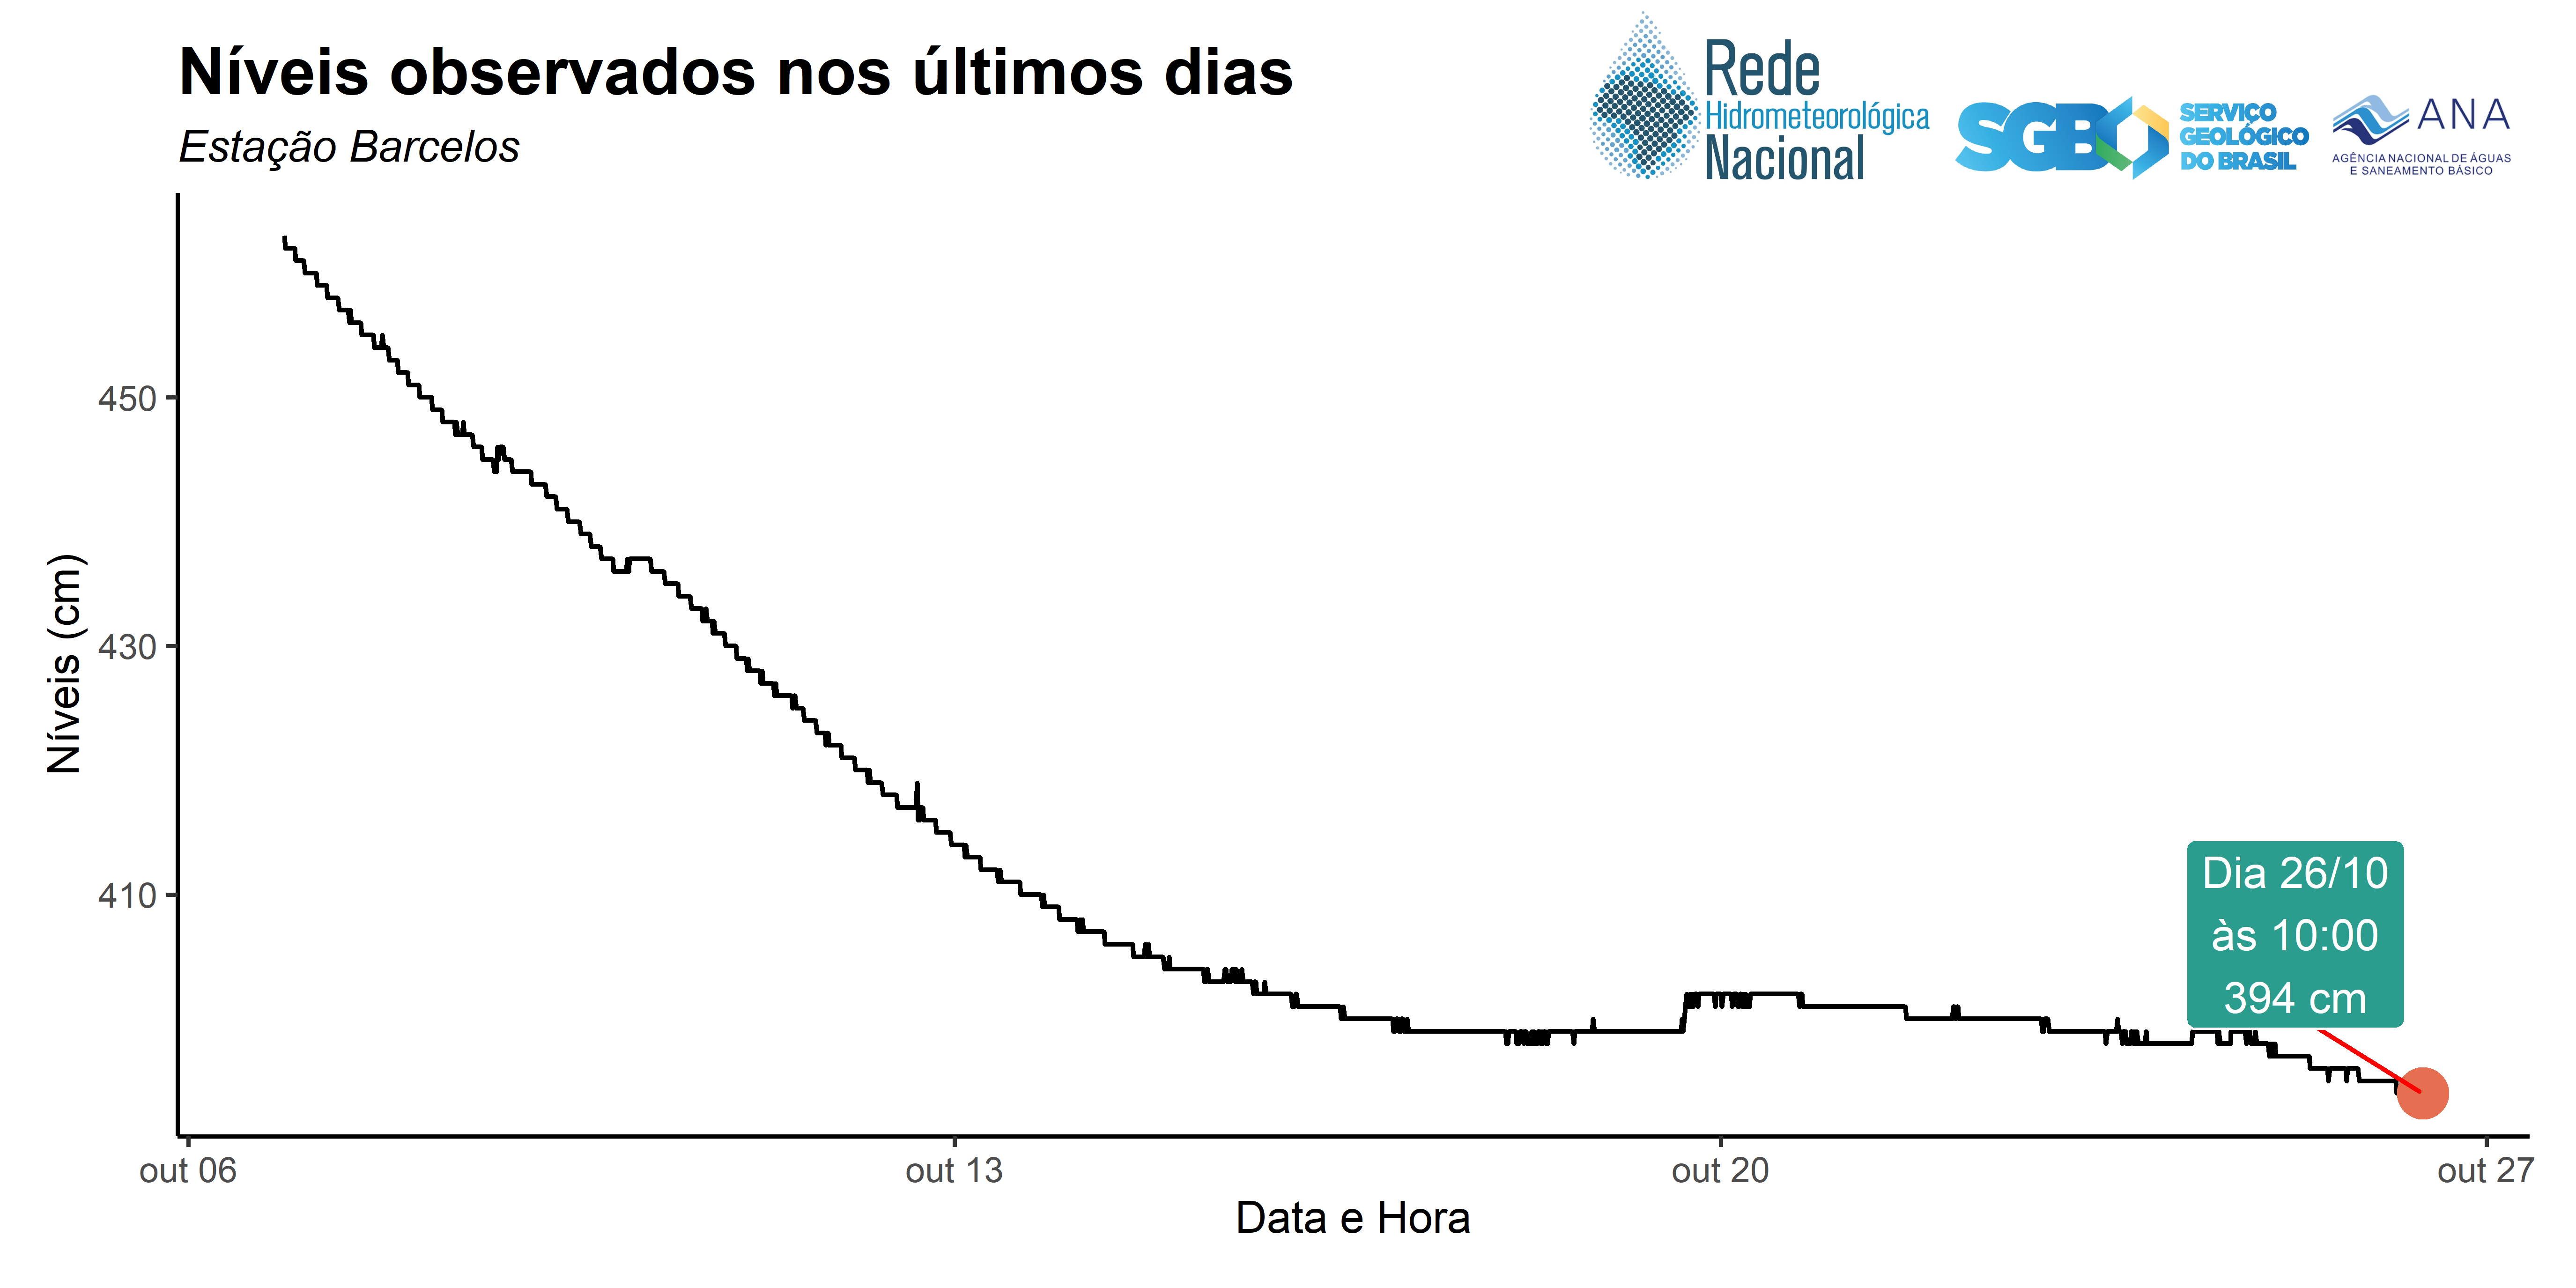 Níveis observados nos últimos dias
Estação Barcelos
Rede
Hidrometeorológica
Nacional
SGB
SERVIÇO
GEOLÓGICO
DO BRASIL
ANA
AGÊNCIA NACIONAL DE ÁGUAS
E SANEAMENTO BÁSICO
Níveis (cm)
450
430
410
Dia 26/10
às 10:00
394 cm
out 06
out 13
out 20
out 27
Data e Hora